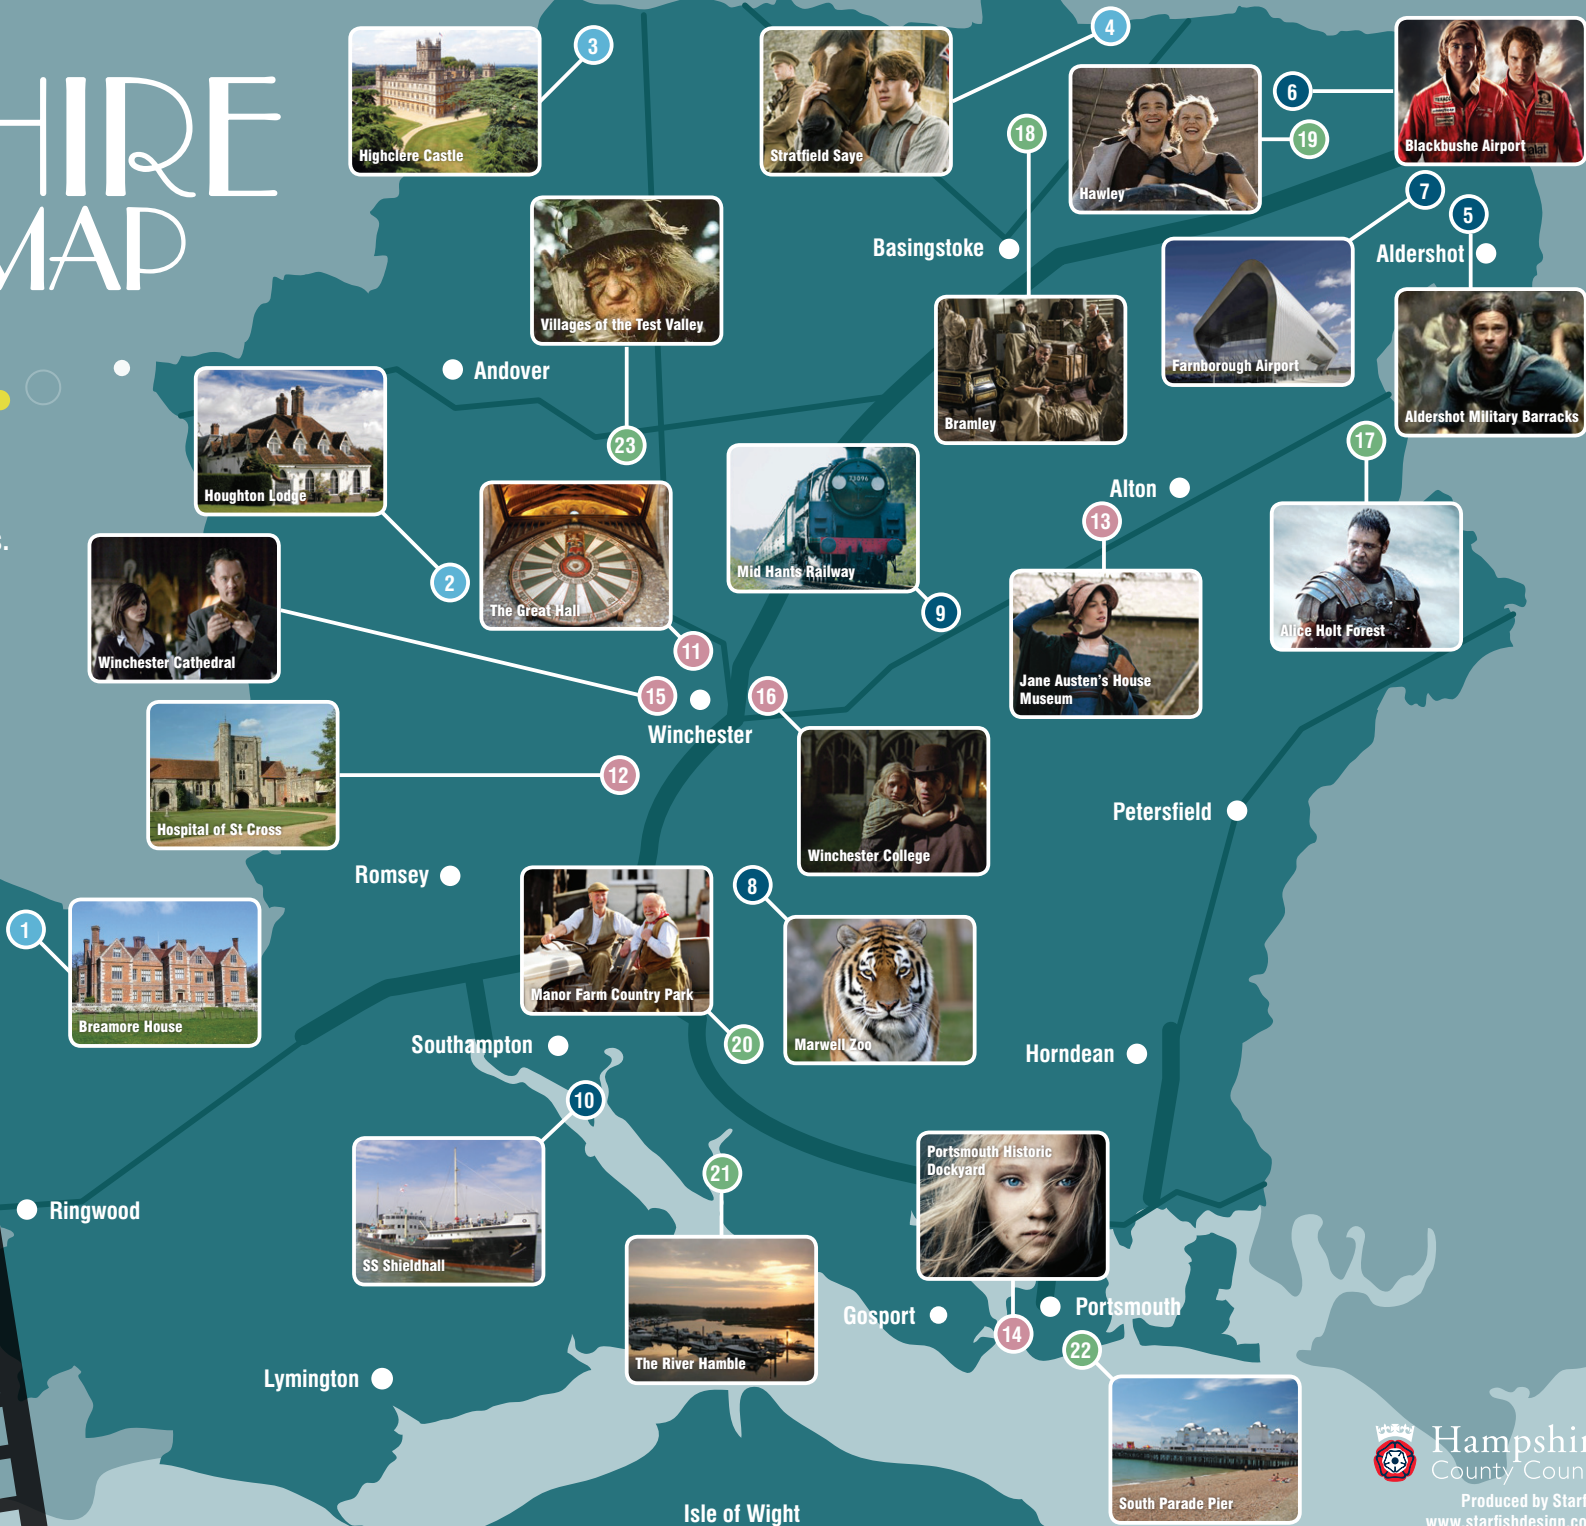 HIRE
MAP
s.
3
Highclere Castle
4
Stratfield Saye
18
Hawley
6
19
Blackbushe Airport
7
5
Aldershot
Basingstoke
Villages of the Test Valley
Farnborough Airport
Bramley
Aldershot Military Barracks
Andover
23
17
Houghton Lodge
Mid Hants Railway
Alton
13
2
The Great Hall
9
Alice Holt Forest
Winchester Cathedral
11
15
16
Jane Austen's House
Museum
Winchester
12
Hospital of St Cross
Winchester College
Petersfield
Romsey
8
1
Breamore House
Manor Farm Country Park
20
Marwell Zoo
Southampton
Horndean
10
21
Portsmouth Historic
Dockyard
Ringwood
SS Shieldhall
The River Hamble
Gosport
14
Portsmouth
22
Lymington
South Parade Pier
Isle of Wight
Hampshir
County Coun
Produced by Starf
www.starfishdesign.co